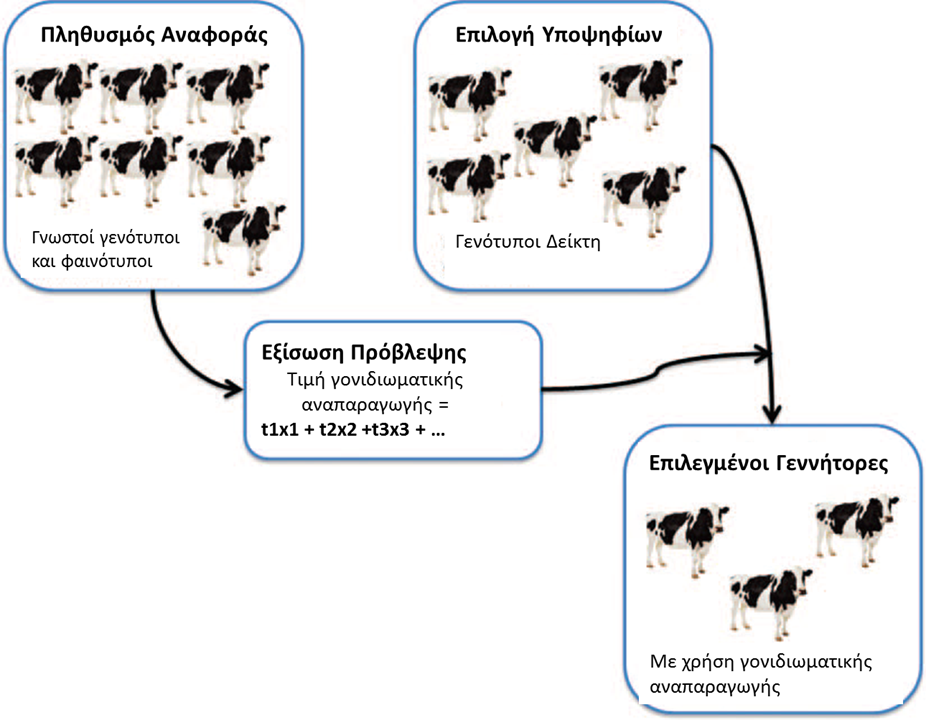 Πληθυσμός Αναφοράς
Γνωστοί γενότυποι
και φαινότυποι
Επιλογή Υποψηφίων
Γενότυποι Δείκτη
Εξίσωση Πρόβλεψης
Τιμή γονιδιωματικής
αναπαραγωγής =
t1x1 + t2x2 +t3x3 + ...
Επιλεγμένοι Γεννήτορες
Με χρήση γονιδιωματικής
αναπαραγωγής